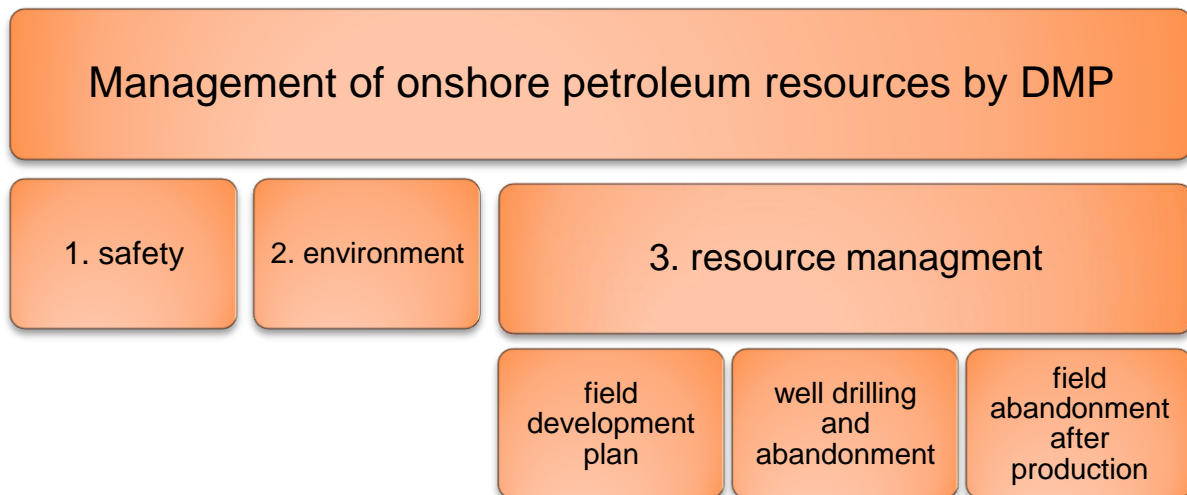 Management of onshore petroleum resources by DMP
1. safety
2. environment
3. resource managment
field
development
plan
well drilling
and
abandonment
field
abandonment
after
production